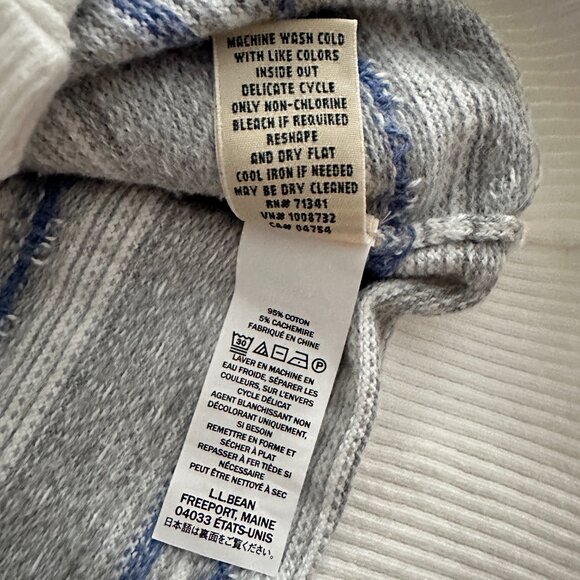 MACHINE WASH COLD
WITH LIKE COLORS
INSIDE OUT
DELICATE CYCLE
ONLY NON-CHLORINE
BLEACH IF REQUIRED
RESHAPE
AND DRY FLAT
COOL IRON IF NEEDED
MAY BE DRY CLEANED
RN# 71341
VN# 1008732
CA# 04754
95% COTON
5% CACHEMIRE
FABRIQUÉ EN CHINE
30 P
LAVER EN MACHINE EN
EAU FROIDE, SÉPARER LES
COULEURS, SUR L'ENVERS
CYCLE DÉLICAT
AGENT BLANCHISSANT NON
DÉCOLORANT UNIQUEMENT,
SI BESOIN
REMETTRE EN FORME ET
SÉCHER À PLAT
REPASSER À FER TIÈDE SI
NÉCESSAIRE
PEUT ÊTRE NETTOYÉ À SEC
L.L.BEAN
FREEPORT, MAINE
04033 ÉTATS-UNIS
日本語は裏面をご覧ください。